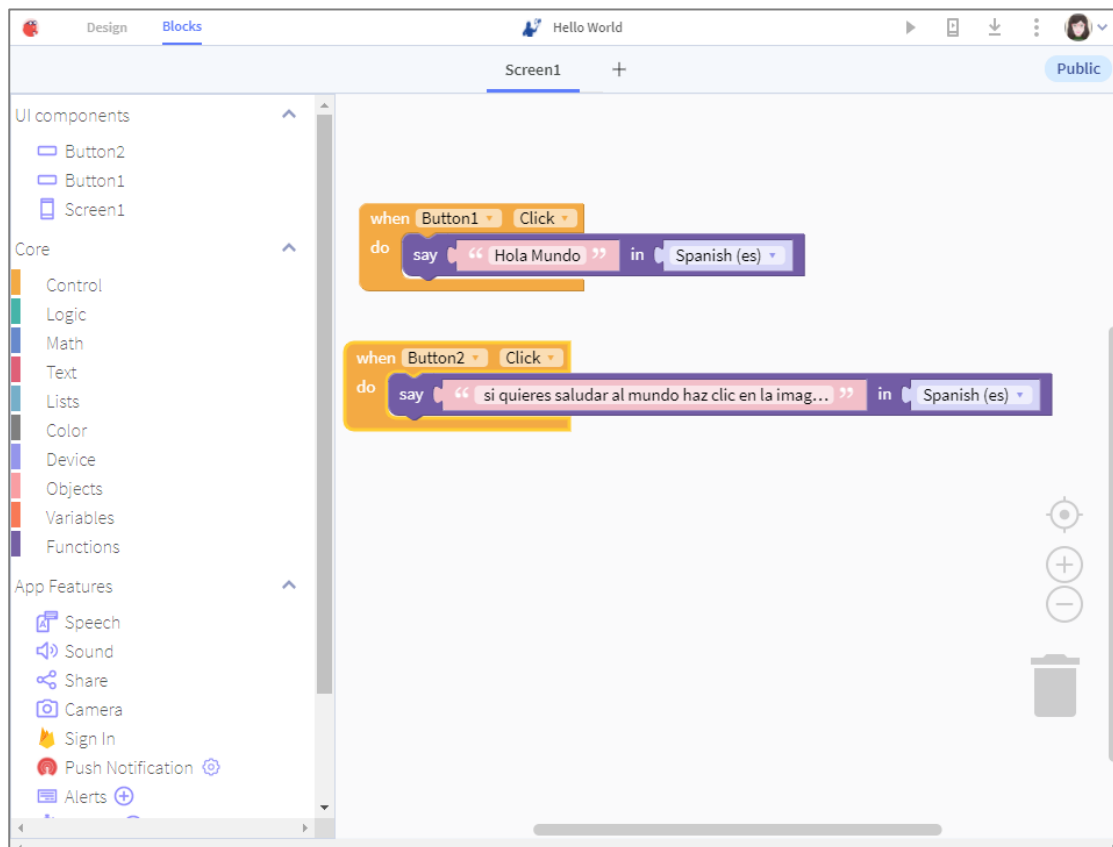 Design Blocks Hello World
Screen1 + Public
UI components
Button2
Button1
Screen1
Core
Control
Logic
Math
Text
Lists
Color
Device
Objects
Variables
Functions
App Features
Speech
Sound
Share
Camera
Sign In
Push Notification
Alerts
when Button1 Click
do say “ Hola Mundo ” in Spanish (es)
when Button2 Click
do say “ si quieres saludar al mundo haz clic en la imag... ” in Spanish (es)